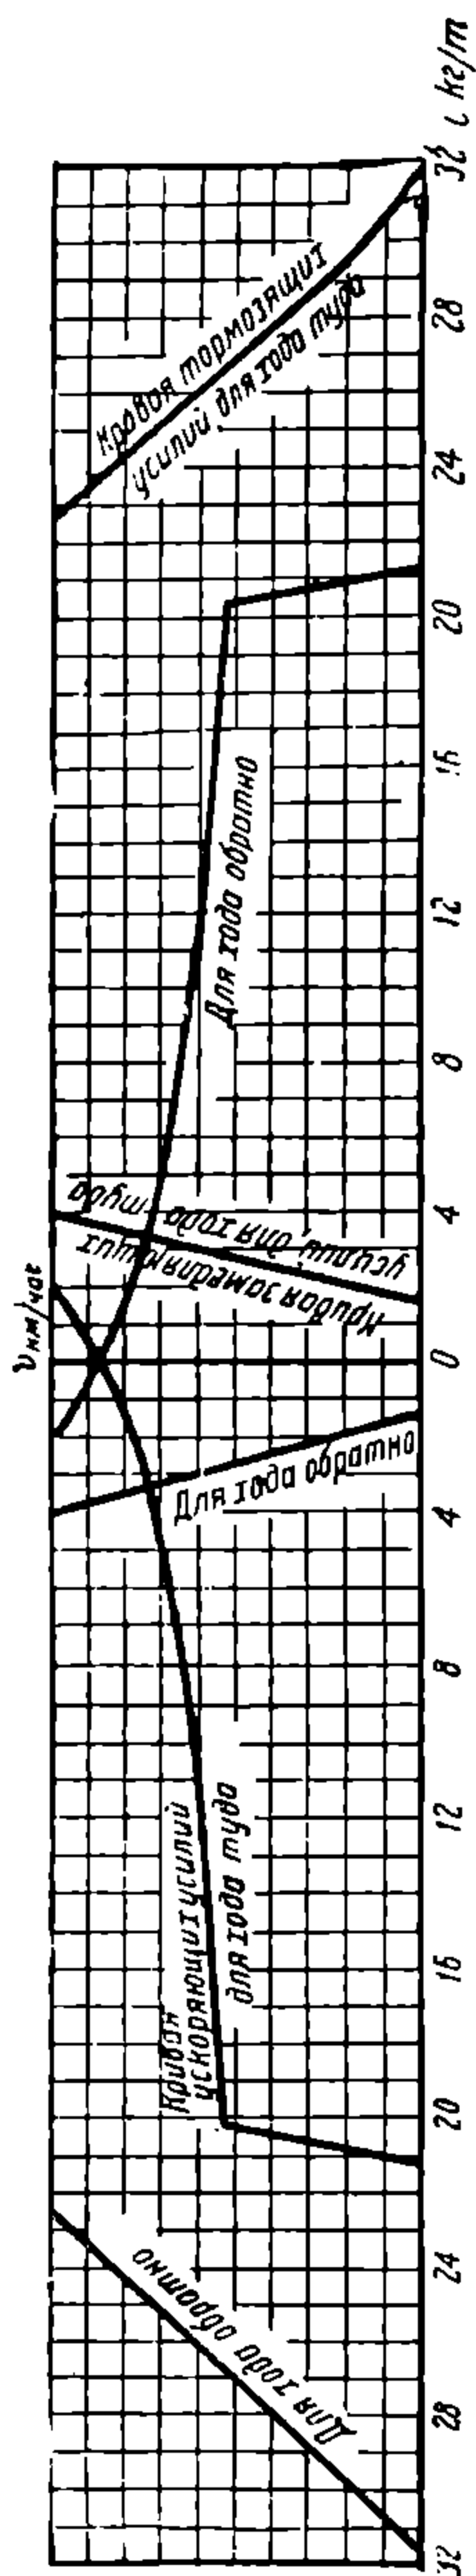 υ км/час
Кривая
ускоряющих усилий
для хода туда
Для хода обратно
Для хода обратно
Кривая замедляющих
усилий, для хода туда
Для хода обратно
Кровая тормозящих
усилий для хода туда
32 28 24 20 16 12 8 4 0 4 8 12 16 20 24 28 32 i кг/т